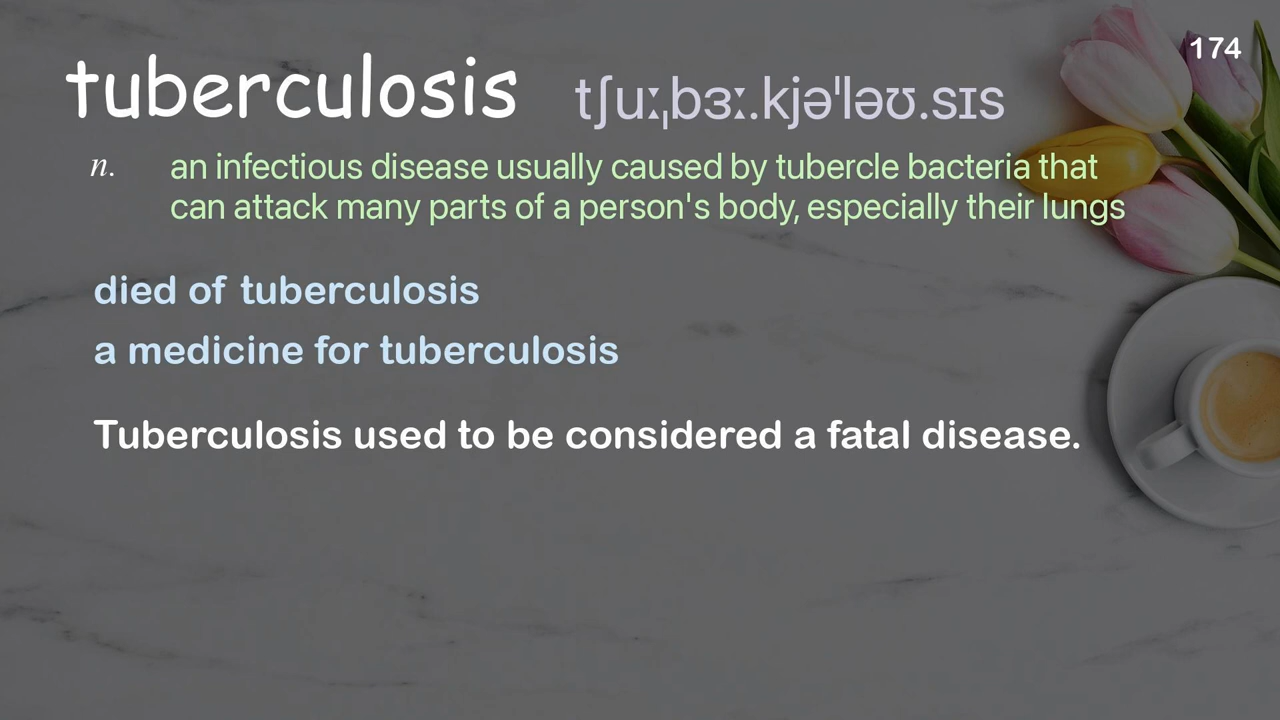 174
tuberculosis tʃuːˌbɜː.kjəˈləʊ.sɪs
n. an infectious disease usually caused by tubercle bacteria that
can attack many parts of a person's body, especially their lungs
died of tuberculosis
a medicine for tuberculosis
Tuberculosis used to be considered a fatal disease.